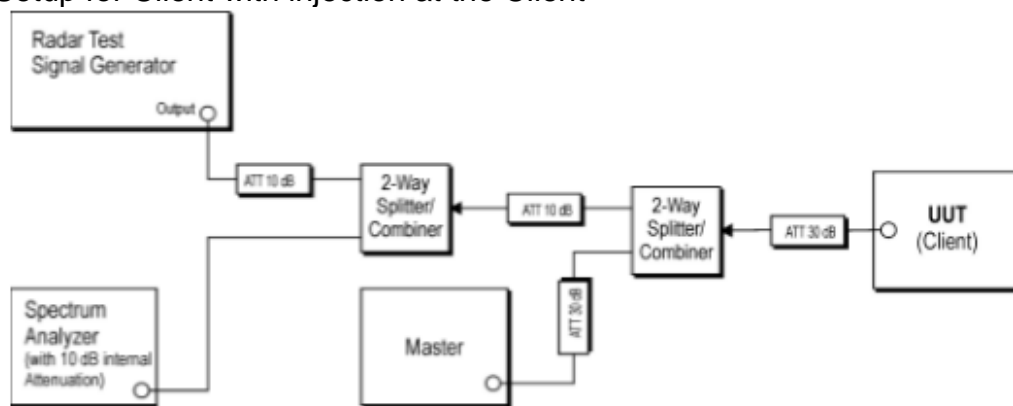 Setup for Client with injection at the Client
Radar Test
Signal Generator
Output
ATT 10 dB
2-Way
Splitter/
Combiner
ATT 10 dB
2-Way
Splitter/
Combiner
ATT 30 dB
UUT
(Client)
Spectrum
Analyzer
(with 10 dB internal
Attenuation)
Master
ATT 30 dB